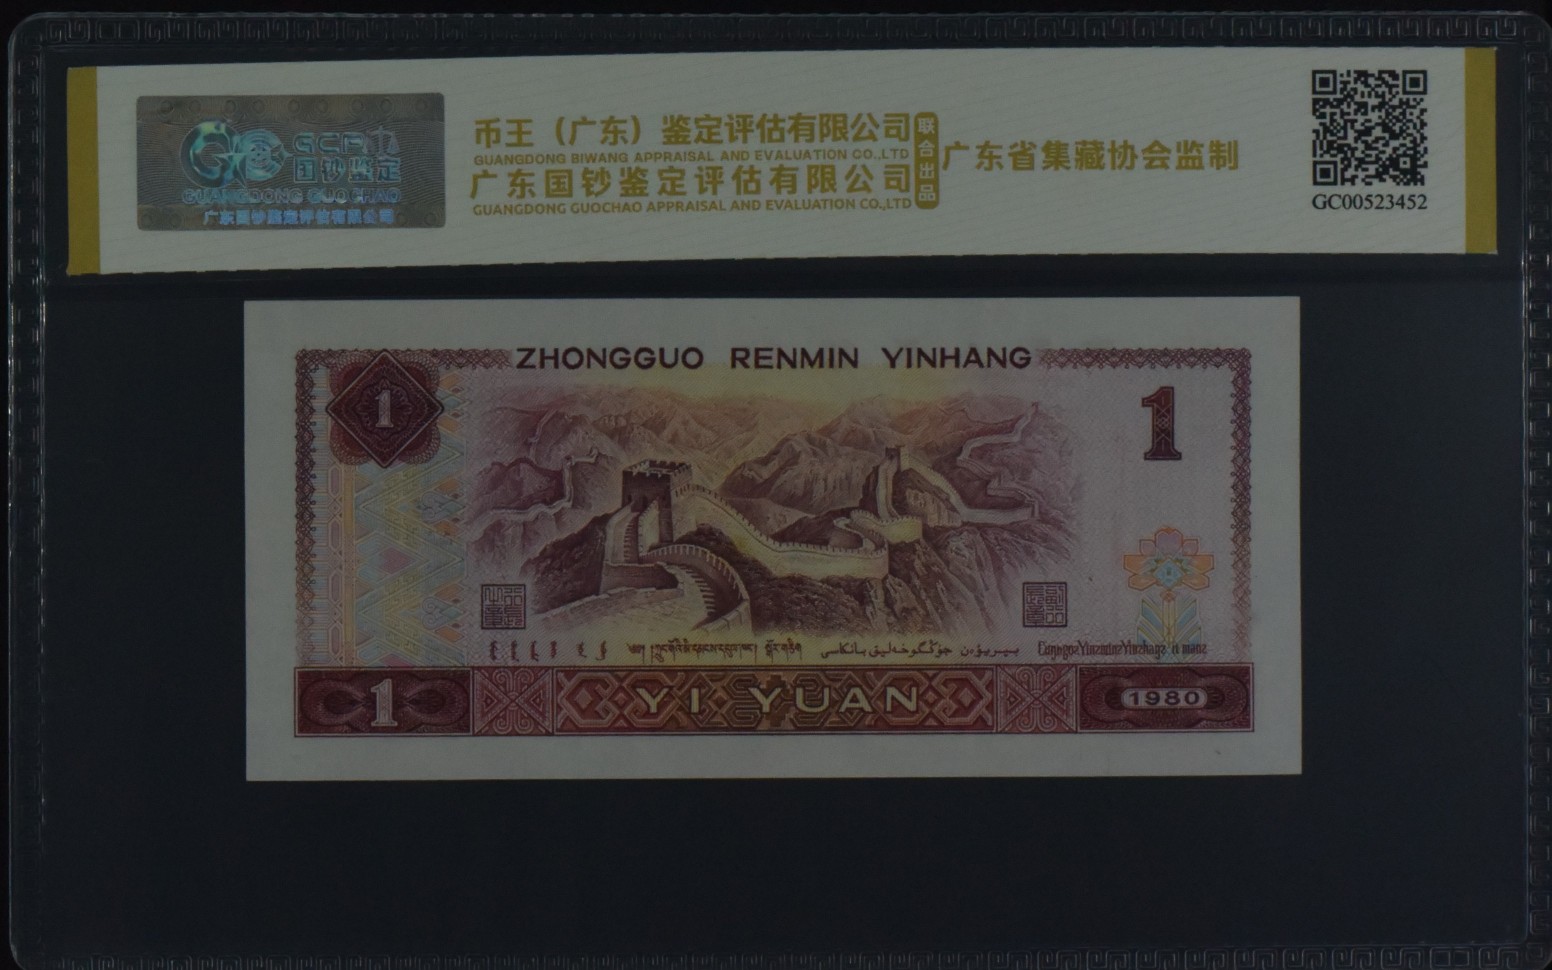 GCA
国钞鉴定
GUANGDONG GUOCHAO
广东国钞鉴定评估有限公司
币王（广东）鉴定评估有限公司
GUANGDONG BIWANG APPRAISAL AND EVALUATION CO.,LTD
广东国钞鉴定评估有限公司
GUANGDONG GUOCHAO APPRAISAL AND EVALUATION CO.,LTD
联合出品
广东省集藏协会监制
GC00523452
ZHONGGUO RENMIN YINHANG
1
1
1
YI YUAN
1980